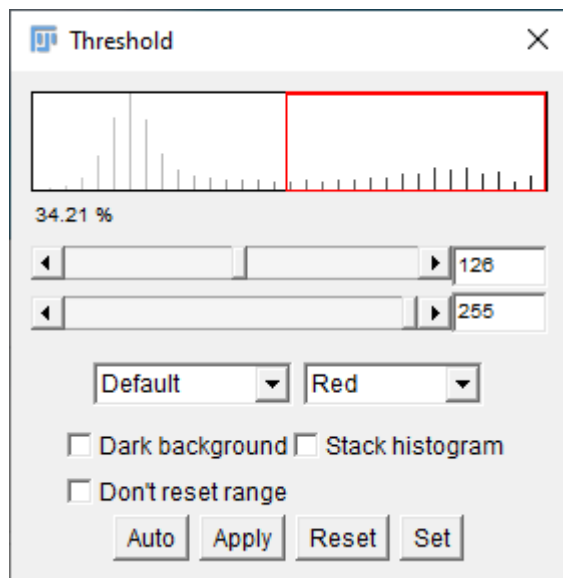 Threshold
34.21 %
126
255
Default Red
Dark background Stack histogram
Don't reset range
Auto Apply Reset Set